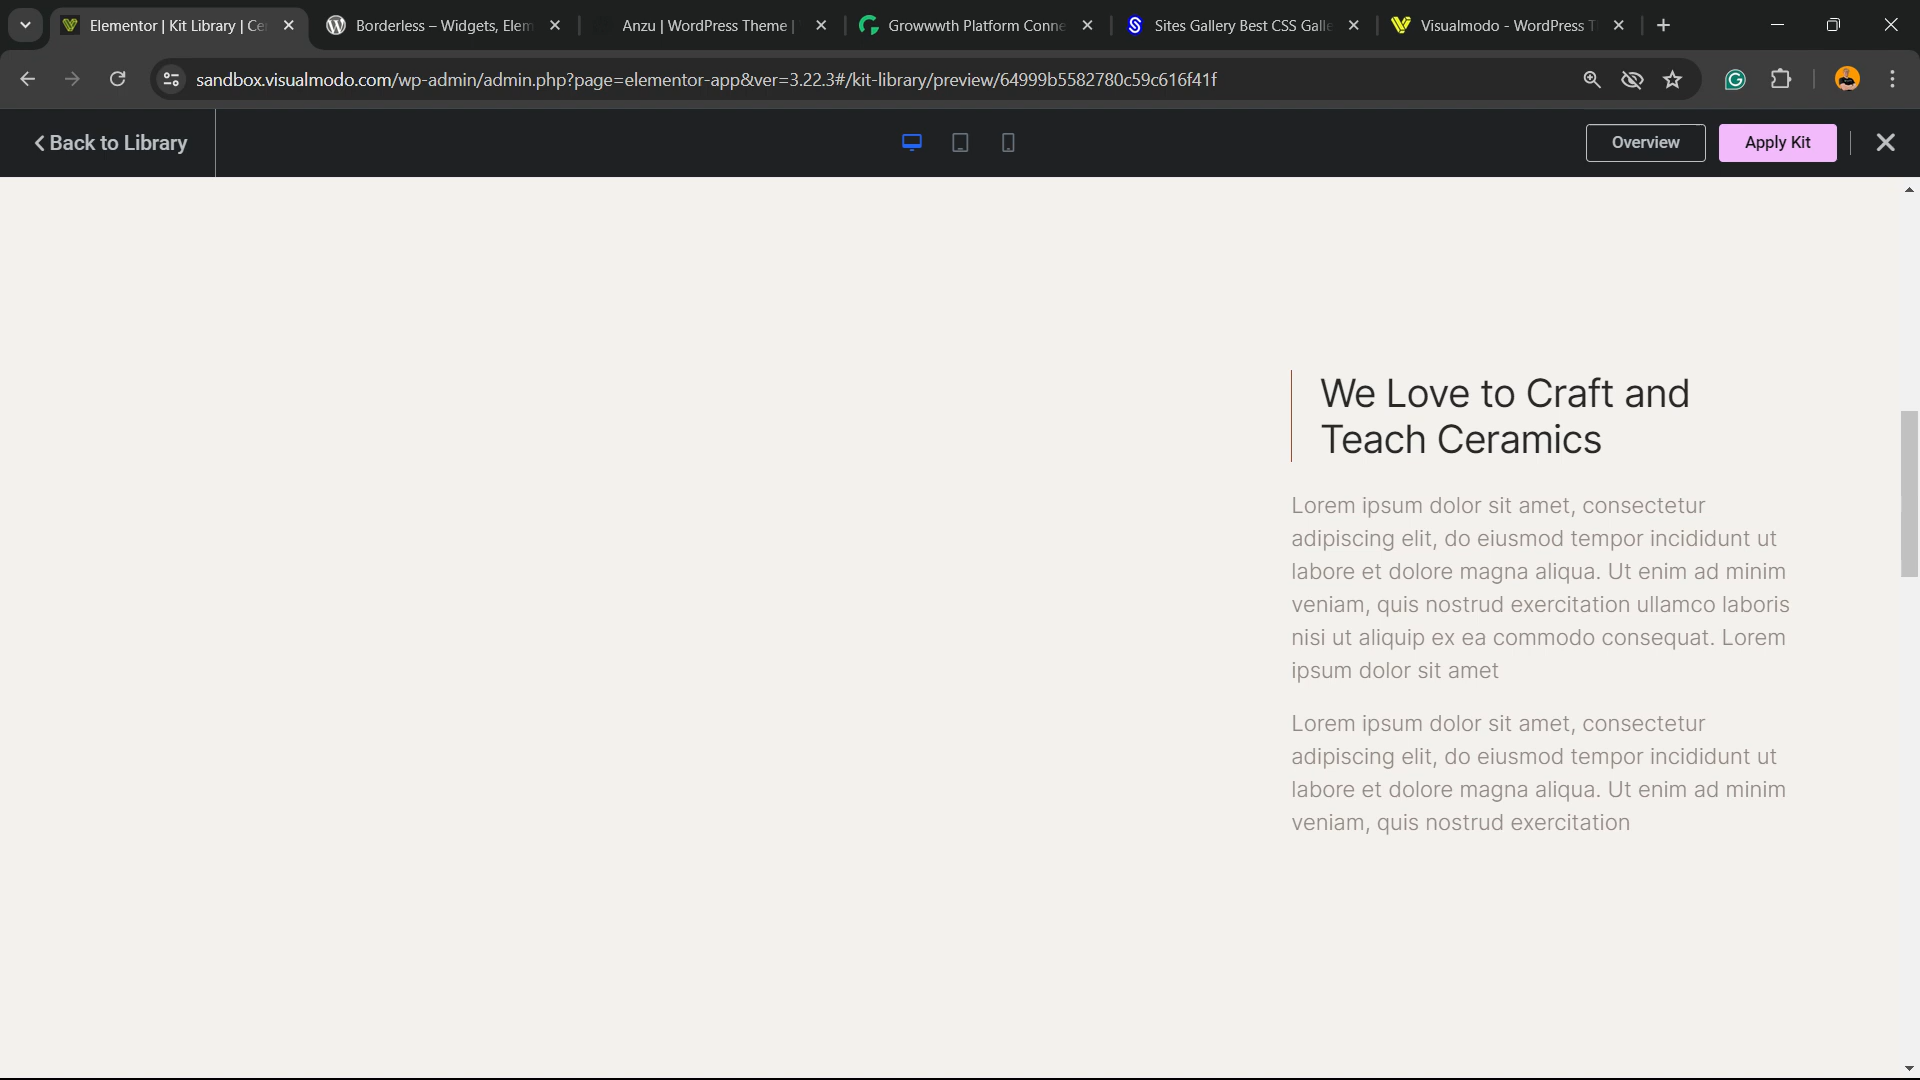 Elementor | Kit Library | Ce
Borderless – Widgets, Elem
Anzu | WordPress Theme |
Growwwth Platform Conne
Sites Gallery Best CSS Galle
Visualmodo - WordPress T
sandbox.visualmodo.com/wp-admin/admin.php?page=elementor-app&ver=3.22.3#/kit-library/preview/64999b5582780c59c616f41f
Back to Library
Overview
Apply Kit
We Love to Craft and
Teach Ceramics
Lorem ipsum dolor sit amet, consectetur
adipiscing elit, do eiusmod tempor incididunt ut
labore et dolore magna aliqua. Ut enim ad minim
veniam, quis nostrud exercitation ullamco laboris
nisi ut aliquip ex ea commodo consequat. Lorem
ipsum dolor sit amet
Lorem ipsum dolor sit amet, consectetur
adipiscing elit, do eiusmod tempor incididunt ut
labore et dolore magna aliqua. Ut enim ad minim
veniam, quis nostrud exercitation